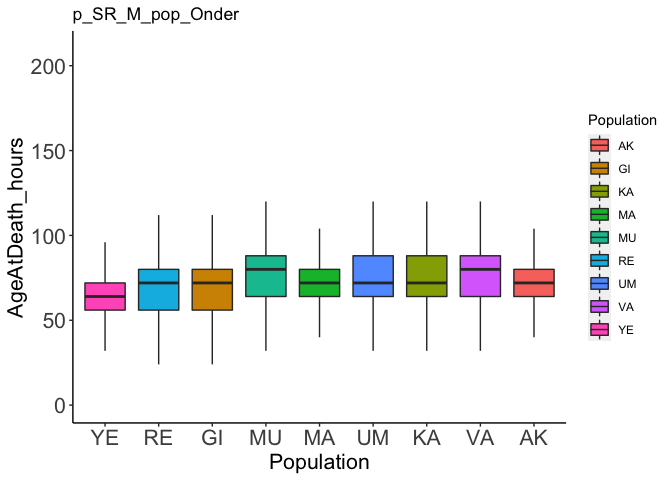 p_SR_M_pop_Onder
AgeAtDeath_hours
200
150
100
50
0
YE RE GI MU MA UM KA VA AK
Population
Population
AK
GI
KA
MA
MU
RE
UM
VA
YE